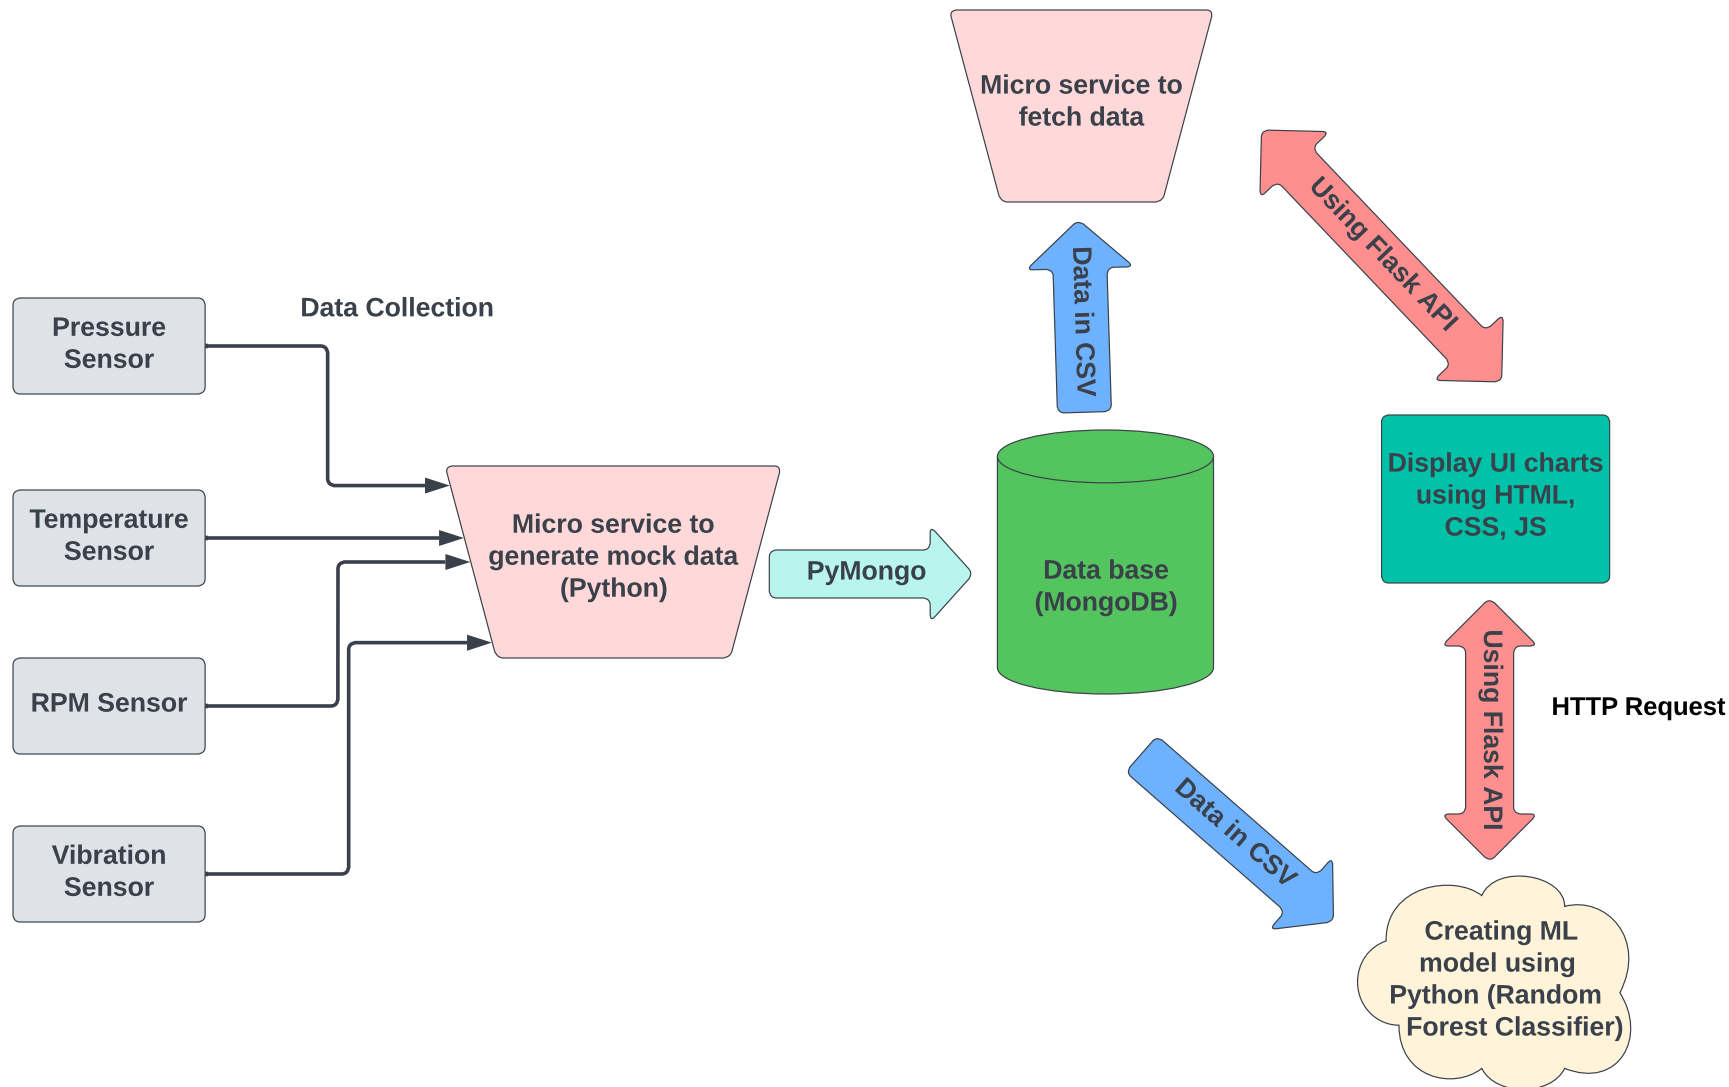 Micro service to
fetch data
Using Flask API
Data in CSV
Data Collection
Pressure
Sensor
Temperature
Sensor
RPM Sensor
Vibration
Sensor
Micro service to
generate mock data
(Python)
PyMongo
Data base
(MongoDB)
Display UI charts
using HTML,
CSS, JS
Using Flask API
HTTP Request
Data in CSV
Creating ML
model using
Python (Random
Forest Classifier)